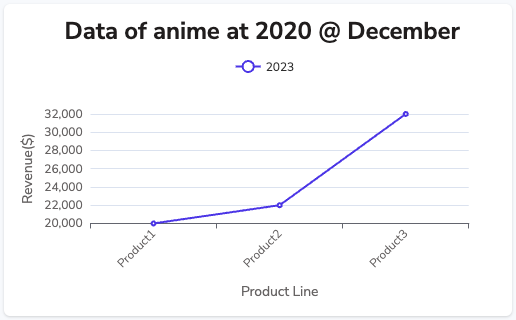 Data of anime at 2020 @ December
2023
Revenue($)
32,000
30,000
28,000
26,000
24,000
22,000
20,000
Product1
Product2
Product3
Product Line